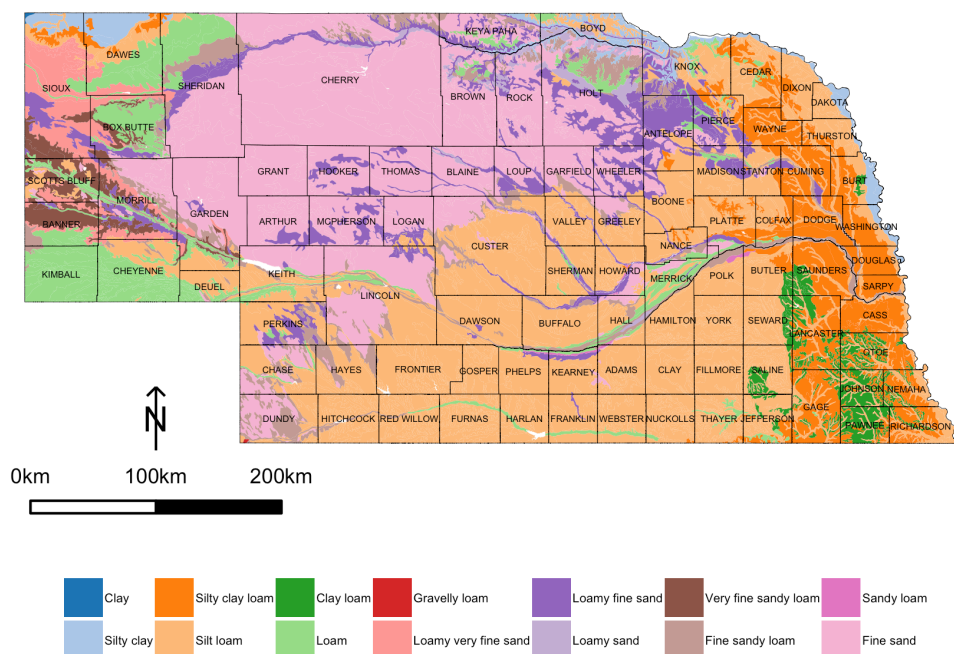 KEYA PAHA BOYD
DAWES KNOX CEDAR
SIOUX SHERIDAN CHERRY BROWN ROCK HOLT DIXON DAKOTA
BOX BUTTE ANTELOPE PIERCE WAYNE THURSTON
SCOTTS BLUFF GRANT HOOKER THOMAS BLAINE LOUP GARFIELD WHEELER MADISON STANTON CUMING BURT
MORRILL GARDEN BOONE
BANNER ARTHUR MCPHERSON LOGAN VALLEY GREELEY PLATTE COLFAX DODGE WASHINGTON
KIMBALL CHEYENNE KEITH CUSTER NANCE DOUGLAS
DEUEL SHERMAN HOWARD MERRICK POLK BUTLER SAUNDERS SARPY
LINCOLN
PERKINS DAWSON BUFFALO HALL HAMILTON YORK SEWARD LANCASTER CASS
OTOE
CHASE HAYES FRONTIER GOSPER PHELPS KEARNEY ADAMS CLAY FILLMORE SALINE
JOHNSON NEMAHA
GAGE
DUNDY HITCHCOCK RED WILLOW FURNAS HARLAN FRANKLIN WEBSTER NUCKOLLS THAYER JEFFERSON PAWNEE RICHARDSON
N
0km 100km 200km
Clay Silty clay loam Clay loam Gravelly loam Loamy fine sand Very fine sandy loam Sandy loam
Silty clay Silt loam Loam Loamy very fine sand Loamy sand Fine sandy loam Fine sand